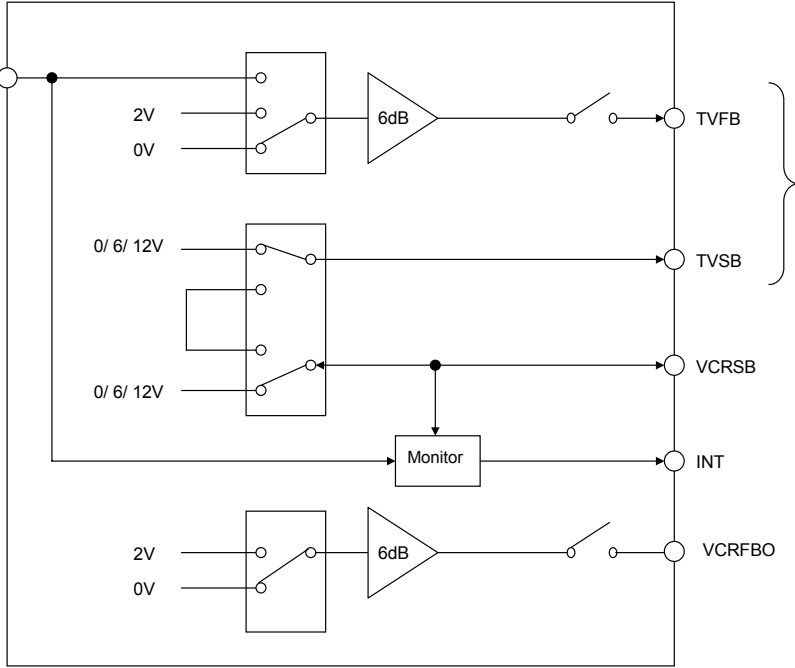 2V
0V
6dB
TVFB
0/ 6/ 12V
TVSB
VCRSB
0/ 6/ 12V
Monitor
INT
2V
0V
6dB
VCRFBO